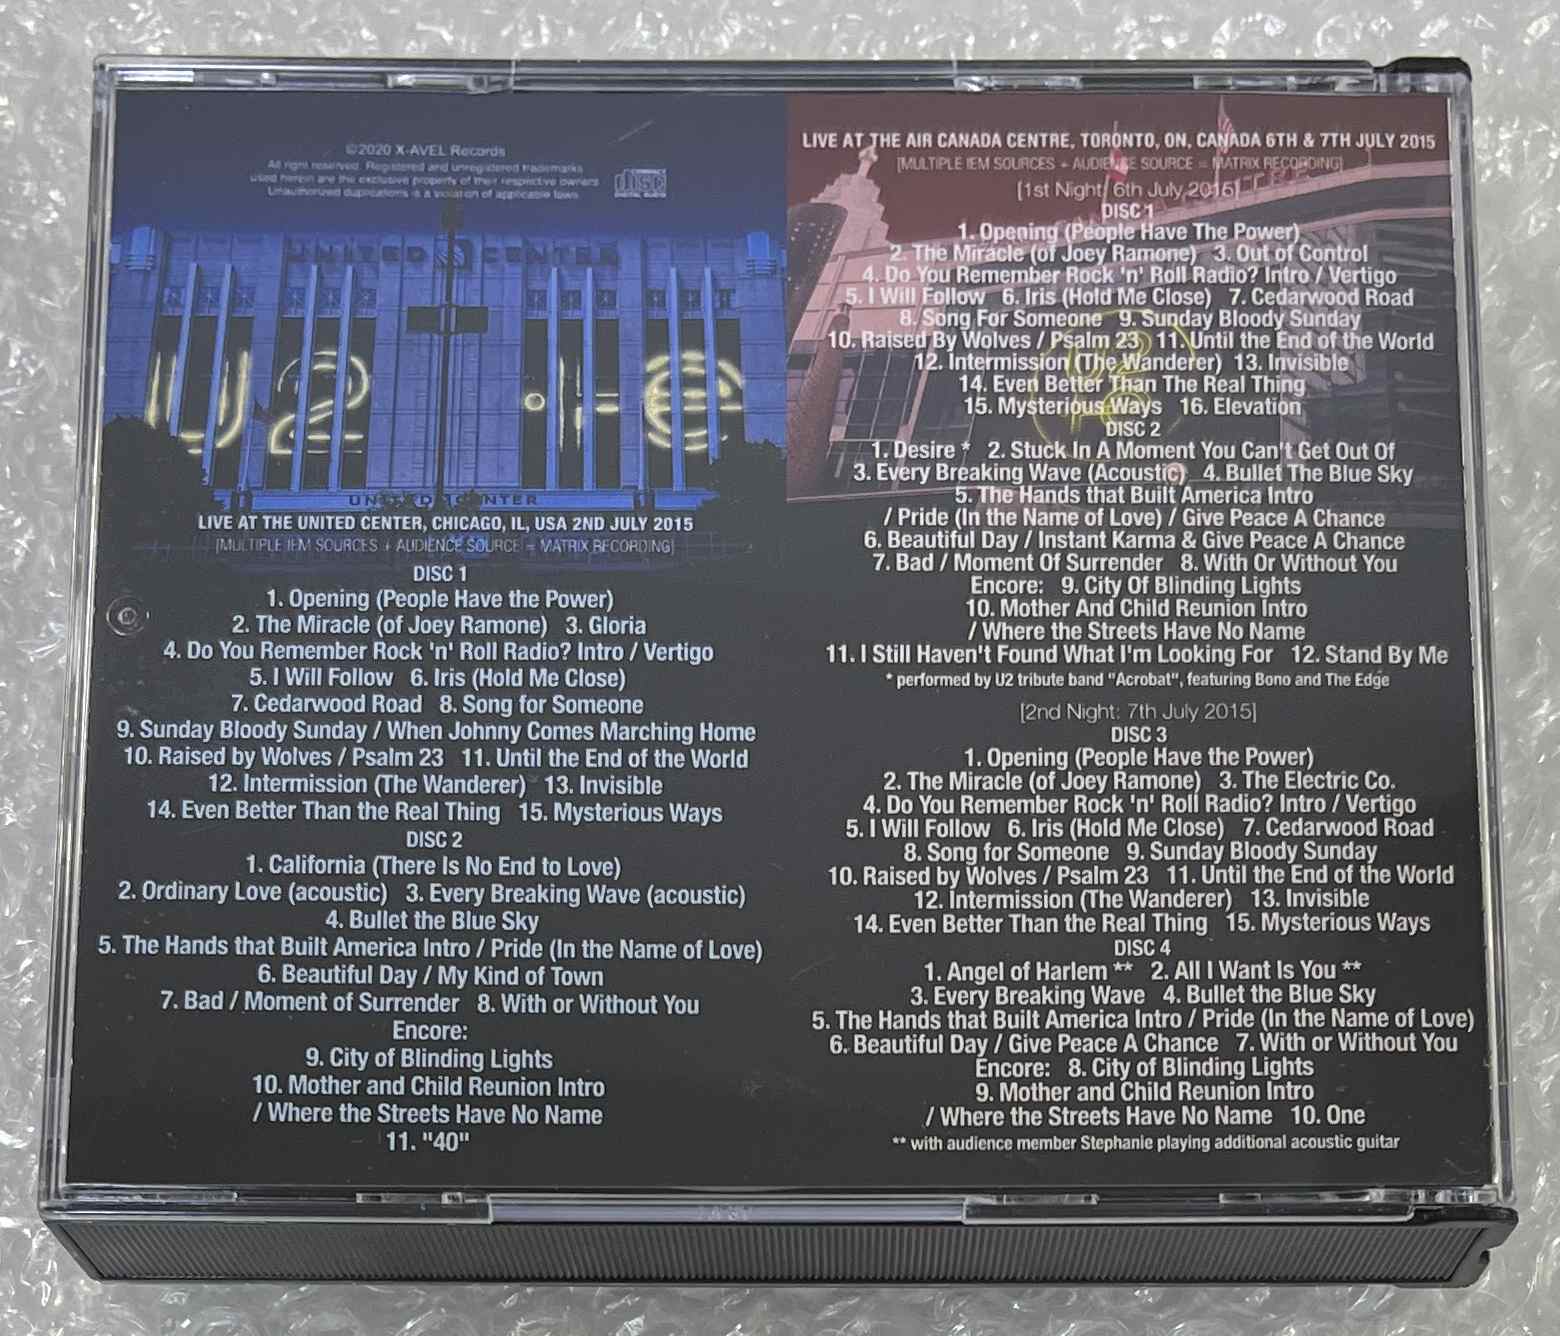 ©2020 X-AVEL Records
All right reserved. Registered and unregistered trademarks
used herein are the exclusive property of their respective owners
Unauthorized duplications is a violation of applicable laws
disc
DIGITAL AUDIO
UNITED CENTER
U2 i+e
UNITED CENTER
LIVE AT THE UNITED CENTER, CHICAGO, IL, USA 2ND JULY 2015
[MULTIPLE IEM SOURCES + AUDIENCE SOURCE = MATRIX RECORDING]
DISC 1
1. Opening (People Have the Power)
2. The Miracle (of Joey Ramone) 3. Gloria
4. Do You Remember Rock 'n' Roll Radio? Intro / Vertigo
5. I Will Follow 6. Iris (Hold Me Close)
7. Cedarwood Road 8. Song for Someone
9. Sunday Bloody Sunday / When Johnny Comes Marching Home
10. Raised by Wolves / Psalm 23 11. Until the End of the World
12. Intermission (The Wanderer) 13. Invisible
14. Even Better Than the Real Thing 15. Mysterious Ways
DISC 2
1. California (There Is No End to Love)
2. Ordinary Love (acoustic) 3. Every Breaking Wave (acoustic)
4. Bullet the Blue Sky
5. The Hands that Built America Intro / Pride (In the Name of Love)
6. Beautiful Day / My Kind of Town
7. Bad / Moment of Surrender 8. With or Without You
Encore:
9. City of Blinding Lights
10. Mother and Child Reunion Intro
/ Where the Streets Have No Name
11. "40"
LIVE AT THE AIR CANADA CENTRE, TORONTO, ON, CANADA 6TH & 7TH JULY 2015
[MULTIPLE IEM SOURCES + AUDIENCE SOURCE = MATRIX RECORDING]
[1st Night: 6th July 2015]
DISC 1
1. Opening (People Have The Power)
2. The Miracle (of Joey Ramone) 3. Out of Control
4. Do You Remember Rock 'n' Roll Radio? Intro / Vertigo
5. I Will Follow 6. Iris (Hold Me Close) 7. Cedarwood Road
8. Song For Someone 9. Sunday Bloody Sunday
10. Raised By Wolves / Psalm 23 11. Until the End of the World
12. Intermission (The Wanderer) 13. Invisible
14. Even Better Than The Real Thing
15. Mysterious Ways 16. Elevation
DISC 2
1. Desire * 2. Stuck In A Moment You Can't Get Out Of
3. Every Breaking Wave (Acoustic) 4. Bullet The Blue Sky
5. The Hands that Built America Intro
/ Pride (In the Name of Love) / Give Peace A Chance
6. Beautiful Day / Instant Karma & Give Peace A Chance
7. Bad / Moment Of Surrender 8. With Or Without You
Encore: 9. City Of Blinding Lights
10. Mother And Child Reunion Intro
/ Where the Streets Have No Name
11. I Still Haven't Found What I'm Looking For 12. Stand By Me
* performed by U2 tribute band "Acrobat", featuring Bono and The Edge
[2nd Night: 7th July 2015]
DISC 3
1. Opening (People Have the Power)
2. The Miracle (of Joey Ramone) 3. The Electric Co.
4. Do You Remember Rock 'n' Roll Radio? Intro / Vertigo
5. I Will Follow 6. Iris (Hold Me Close) 7. Cedarwood Road
8. Song for Someone 9. Sunday Bloody Sunday
10. Raised by Wolves / Psalm 23 11. Until the End of the World
12. Intermission (The Wanderer) 13. Invisible
14. Even Better Than the Real Thing 15. Mysterious Ways
DISC 4
1. Angel of Harlem ** 2. All I Want Is You **
3. Every Breaking Wave 4. Bullet the Blue Sky
5. The Hands that Built America Intro / Pride (In the Name of Love)
6. Beautiful Day / Give Peace A Chance 7. With or Without You
Encore: 8. City of Blinding Lights
9. Mother and Child Reunion Intro
/ Where the Streets Have No Name 10. One
** with audience member Stephanie playing additional acoustic guitar